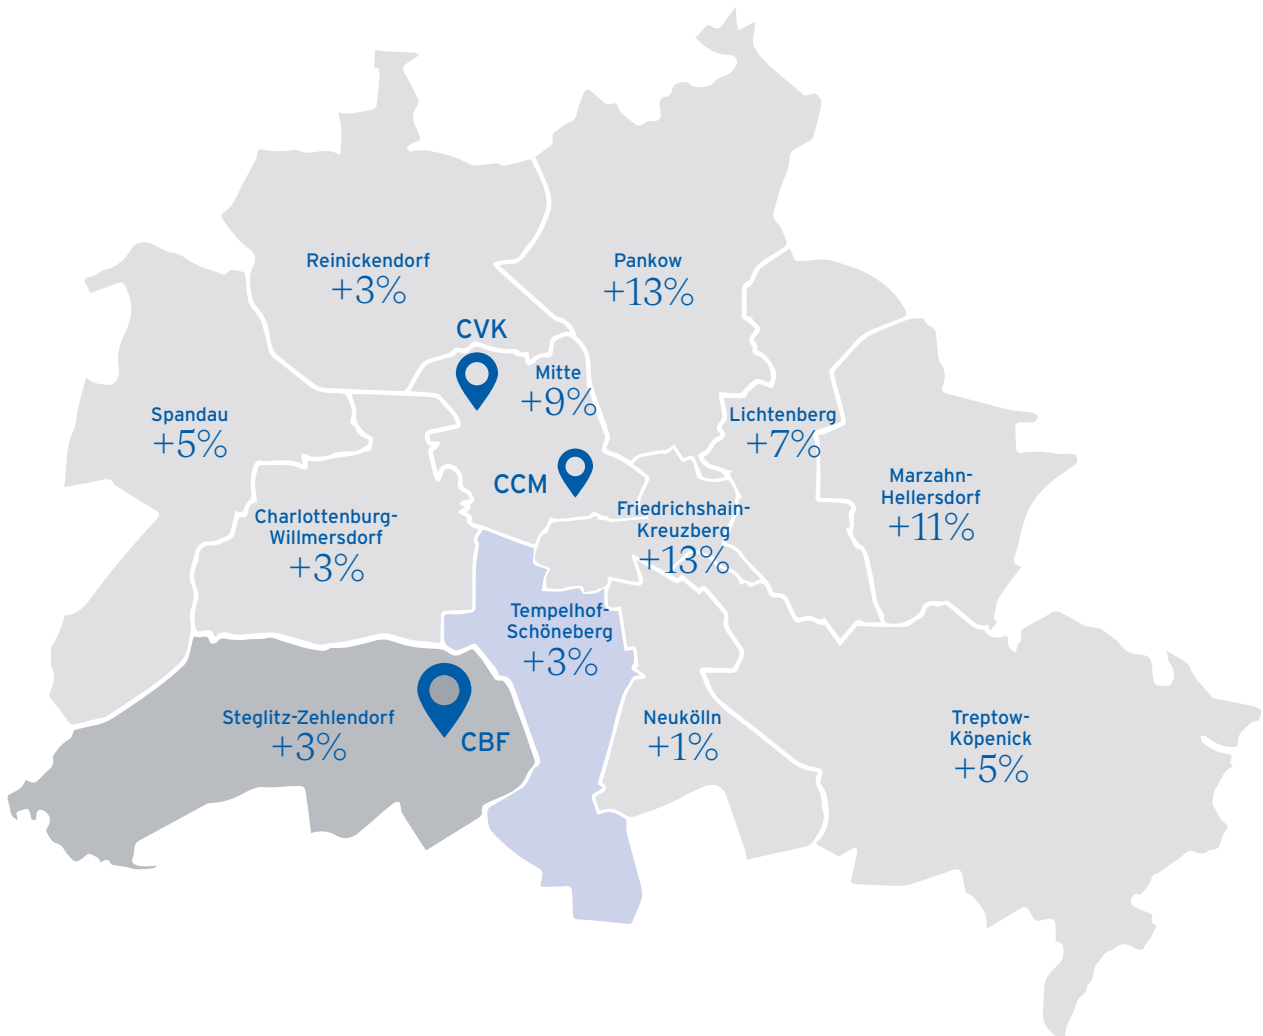 Reinickendorf
+3%
Pankow
+13%
CVK
Mitte
+9%
Spandau
+5%
Lichtenberg
+7%
Marzahn-
Hellersdorf
+11%
CCM
Charlottenburg-
Willmersdorf
+3%
Friedrichshain-
Kreuzberg
+13%
Tempelhof-
Schöneberg
+3%
Steglitz-Zehlendorf
+3%
CBF
Neukölln
+1%
Treptow-
Köpenick
+5%